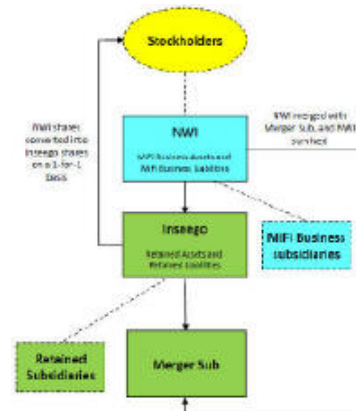 Stockholders
NWI shares
converted into
Inseego shares
on a 1-for-1
basis
NWI
MiFi Business Assets and
MiFi Business Liabilities
NWI merged with
Merger Sub, and NWI
survived
Inseego
Retained Assets and
Retained Liabilities
MiFi Business
subsidiaries
Retained
Subsidiaries
Merger Sub